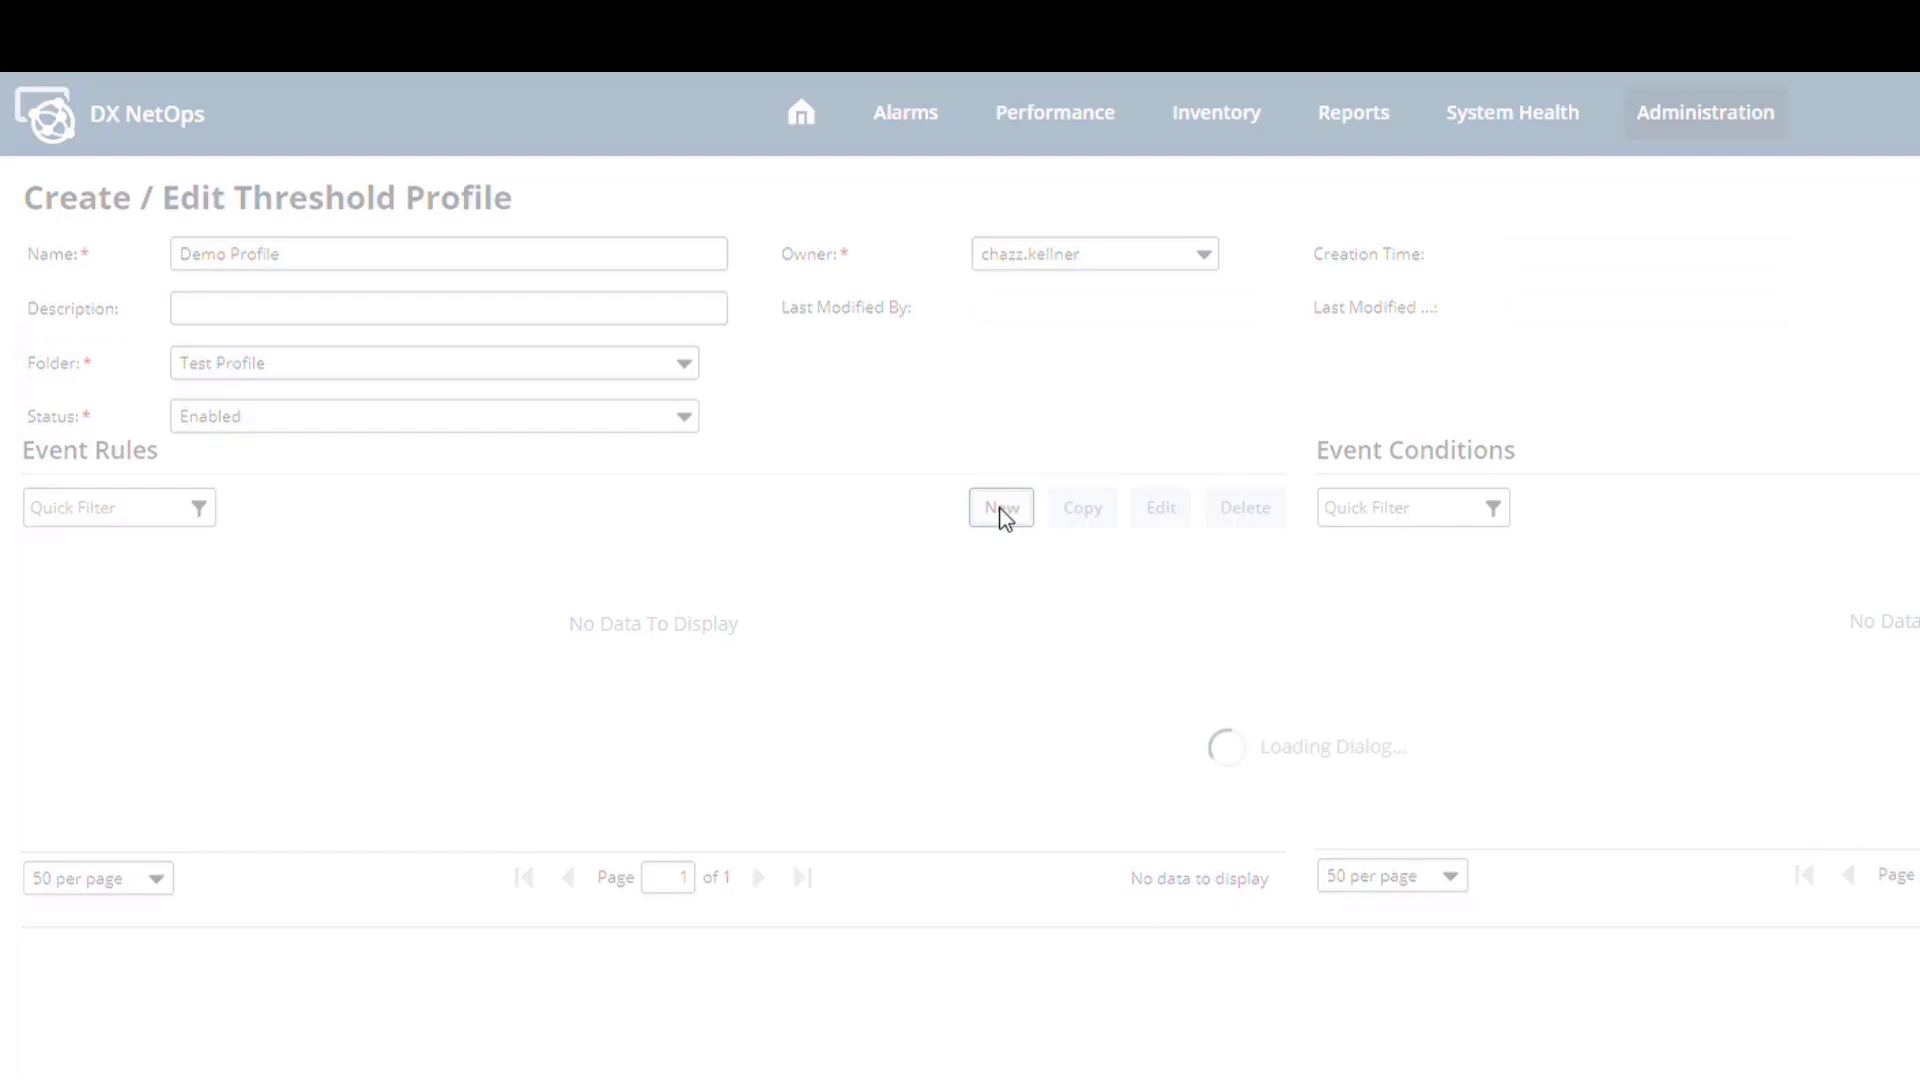 DX NetOps
Alarms
Performance
Inventory
Reports
System Health
Administration
Create / Edit Threshold Profile
Name:*
Demo Profile
Owner:*
chazz.kellner
Creation Time:
Description:
Last Modified By:
Last Modified ...:
Folder:*
Test Profile
Status:*
Enabled
Event Rules
Event Conditions
Quick Filter
New
Copy
Edit
Delete
Quick Filter
No Data To Display
No Data
Loading Dialog...
50 per page
Page
1
of 1
No data to display
50 per page
Page